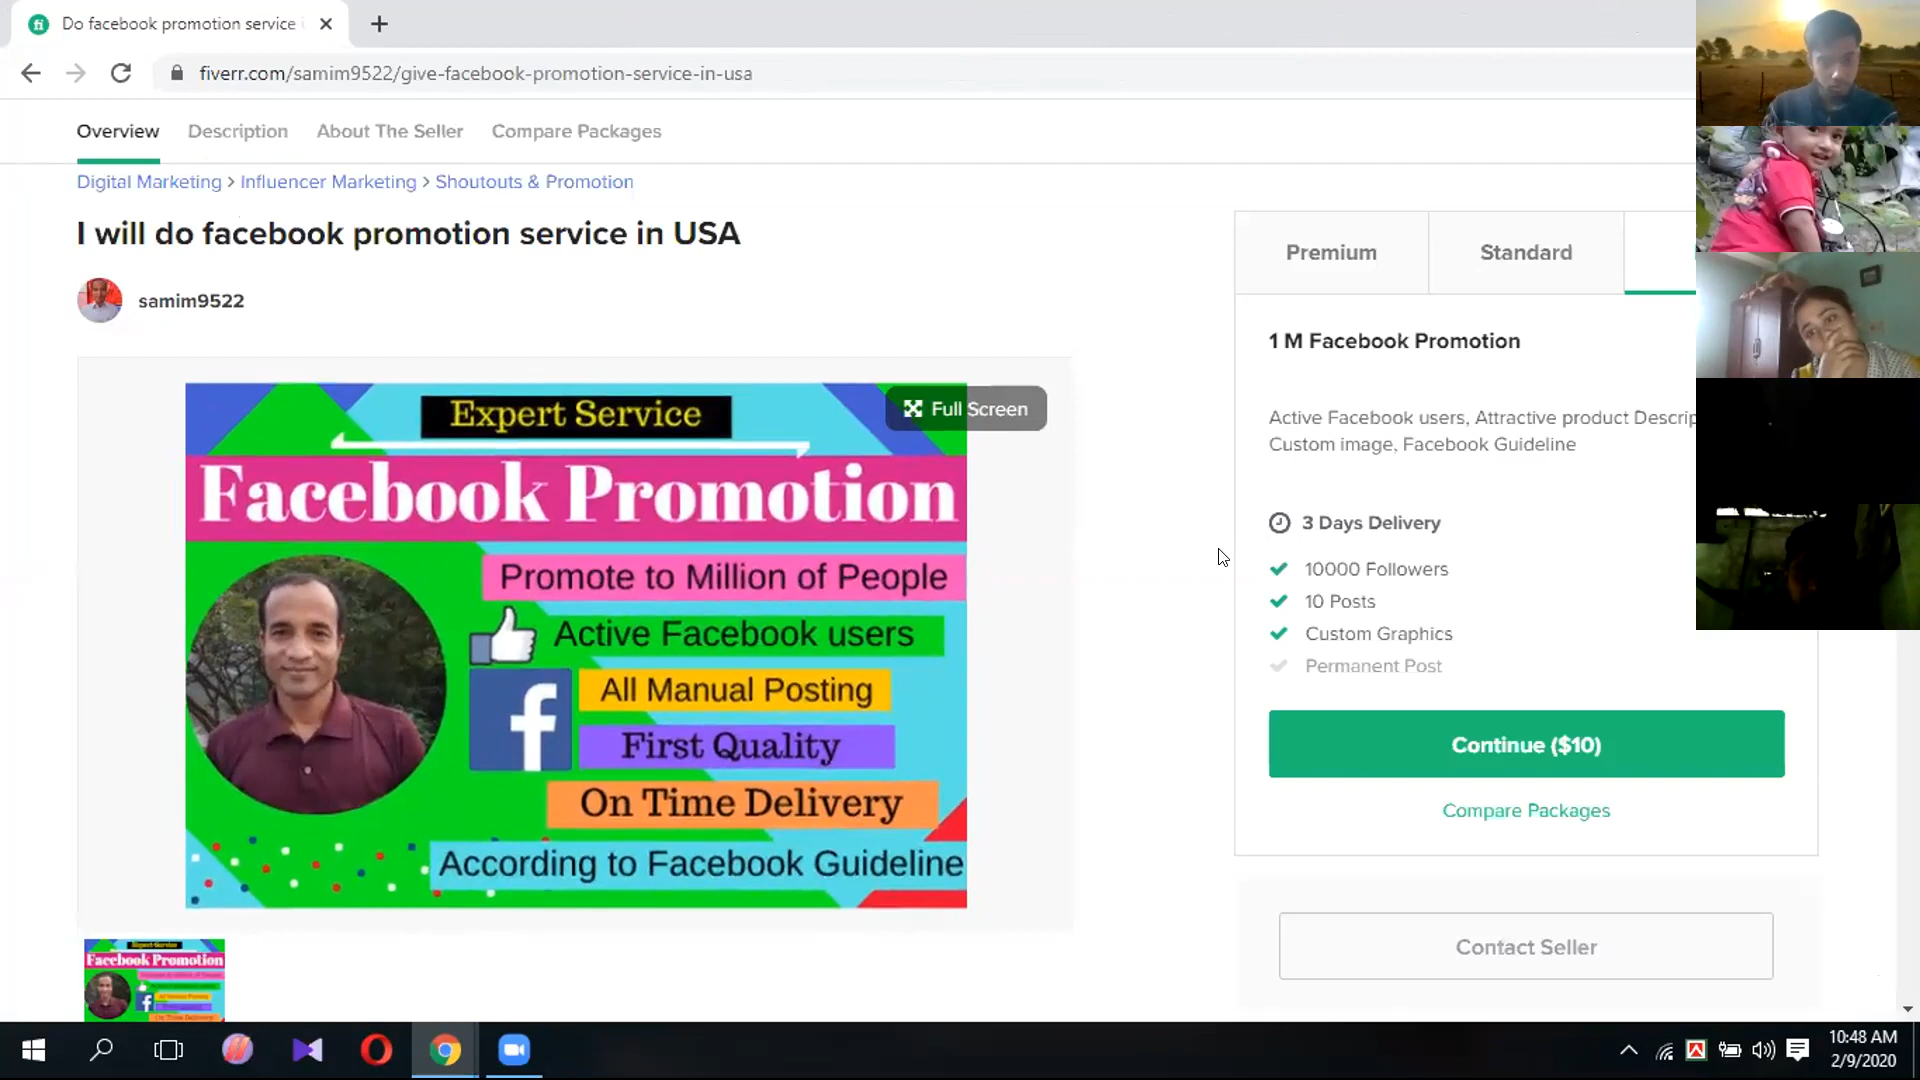 Do facebook promotion service
fiverr.com/samim9522/give-facebook-promotion-service-in-usa
Overview Description About The Seller Compare Packages
Digital Marketing > Influencer Marketing > Shoutouts & Promotion
I will do facebook promotion service in USA
samim9522
Expert Service
Full Screen
Facebook Promotion
Promote to Million of People
Active Facebook users
All Manual Posting
First Quality
On Time Delivery
According to Facebook Guideline
Premium Standard
1 M Facebook Promotion
Active Facebook users, Attractive product Descrip
Custom image, Facebook Guideline
3 Days Delivery
10000 Followers
10 Posts
Custom Graphics
Permanent Post
Continue ($10)
Compare Packages
Contact Seller
Expert Service
Facebook Promotion
10:48 AM
2/9/2020